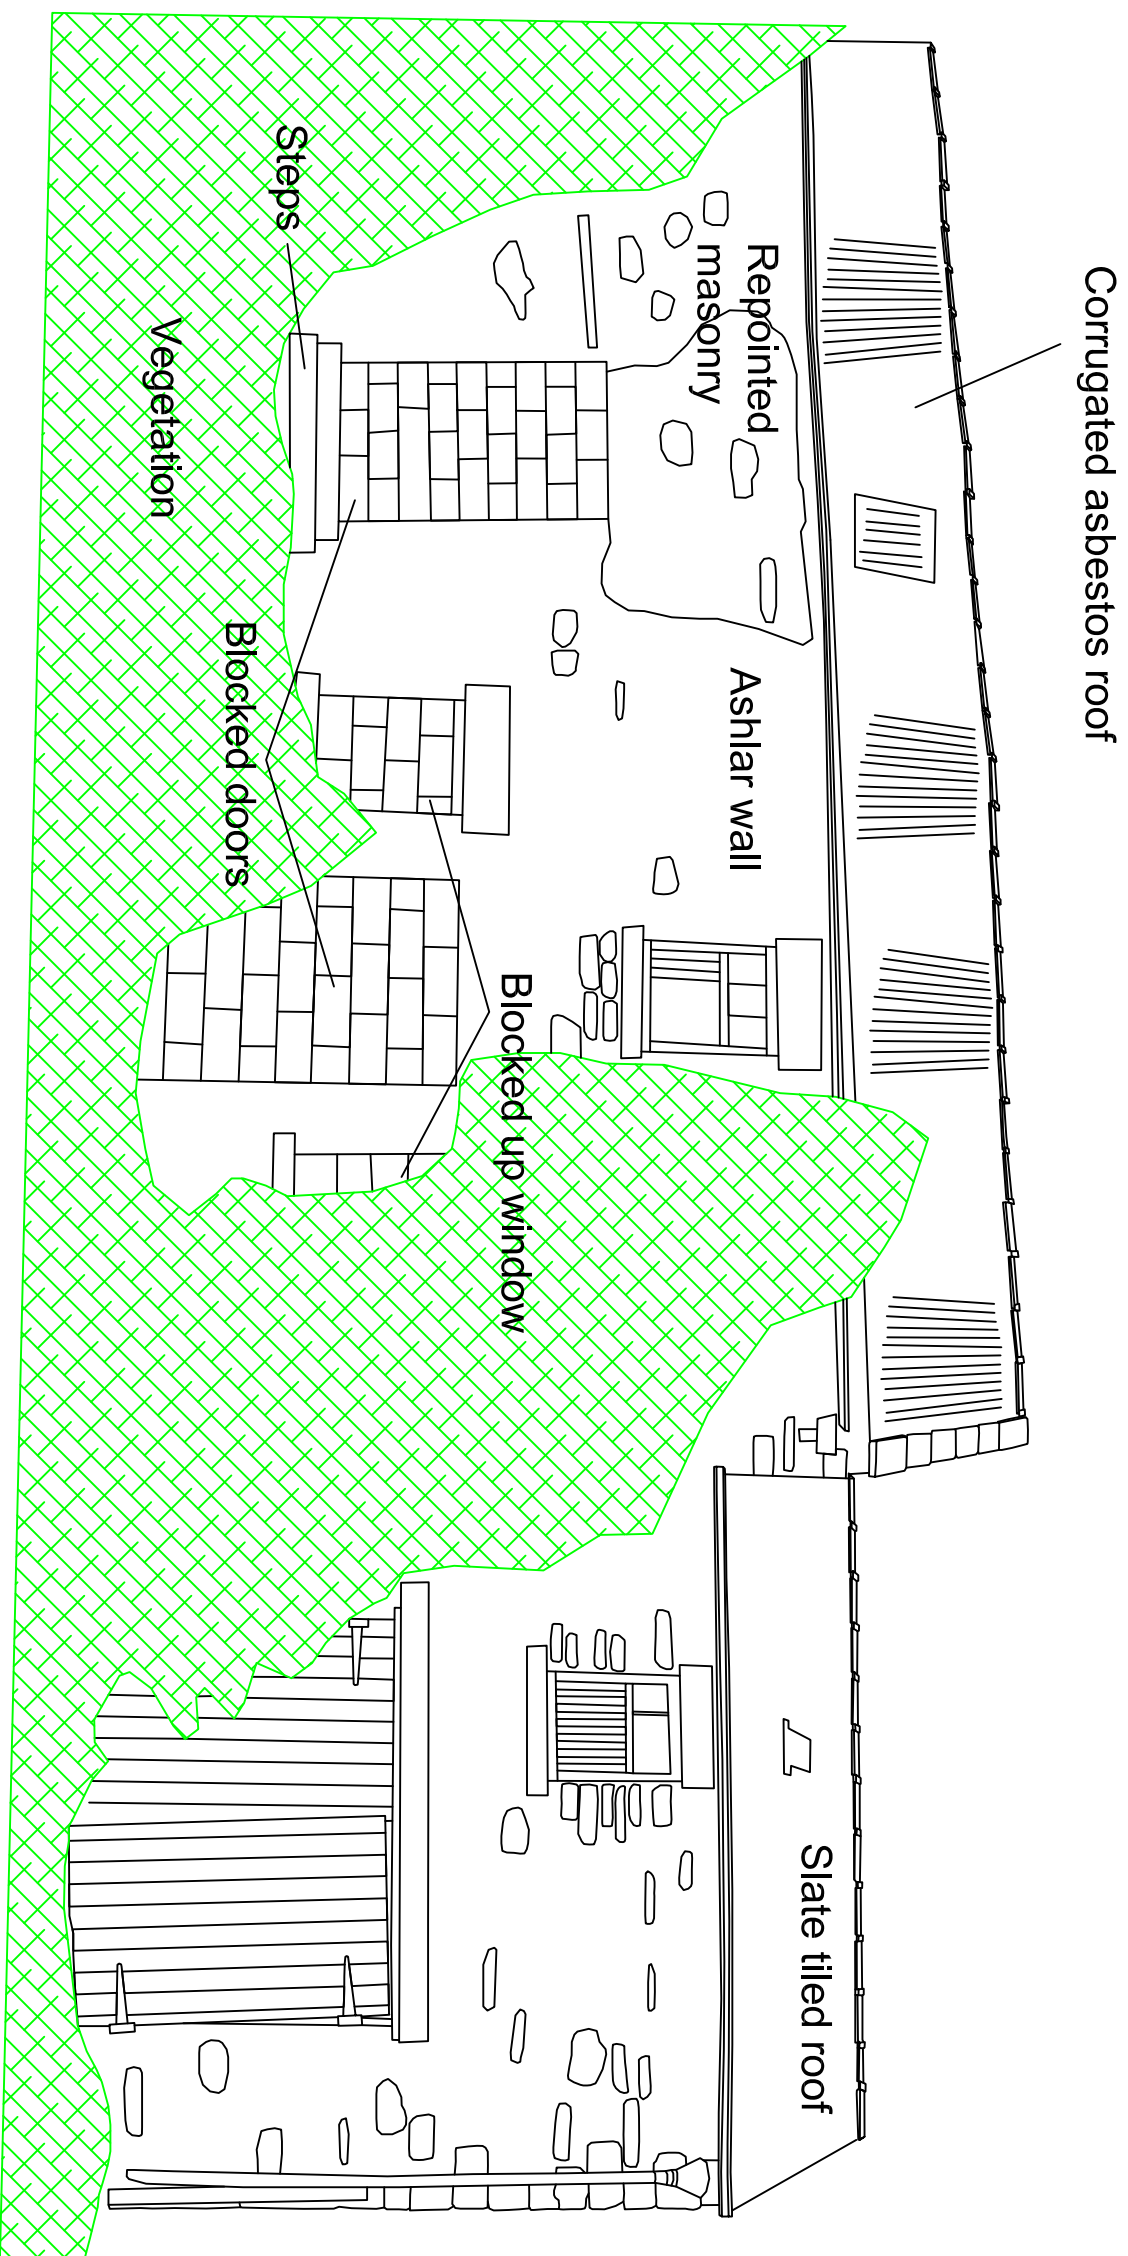 Corrugated asbestos roof
Slate tiled roof
Repointed
masonry
Ashlar wall
Blocked up window
Steps
Blocked doors
Vegetation